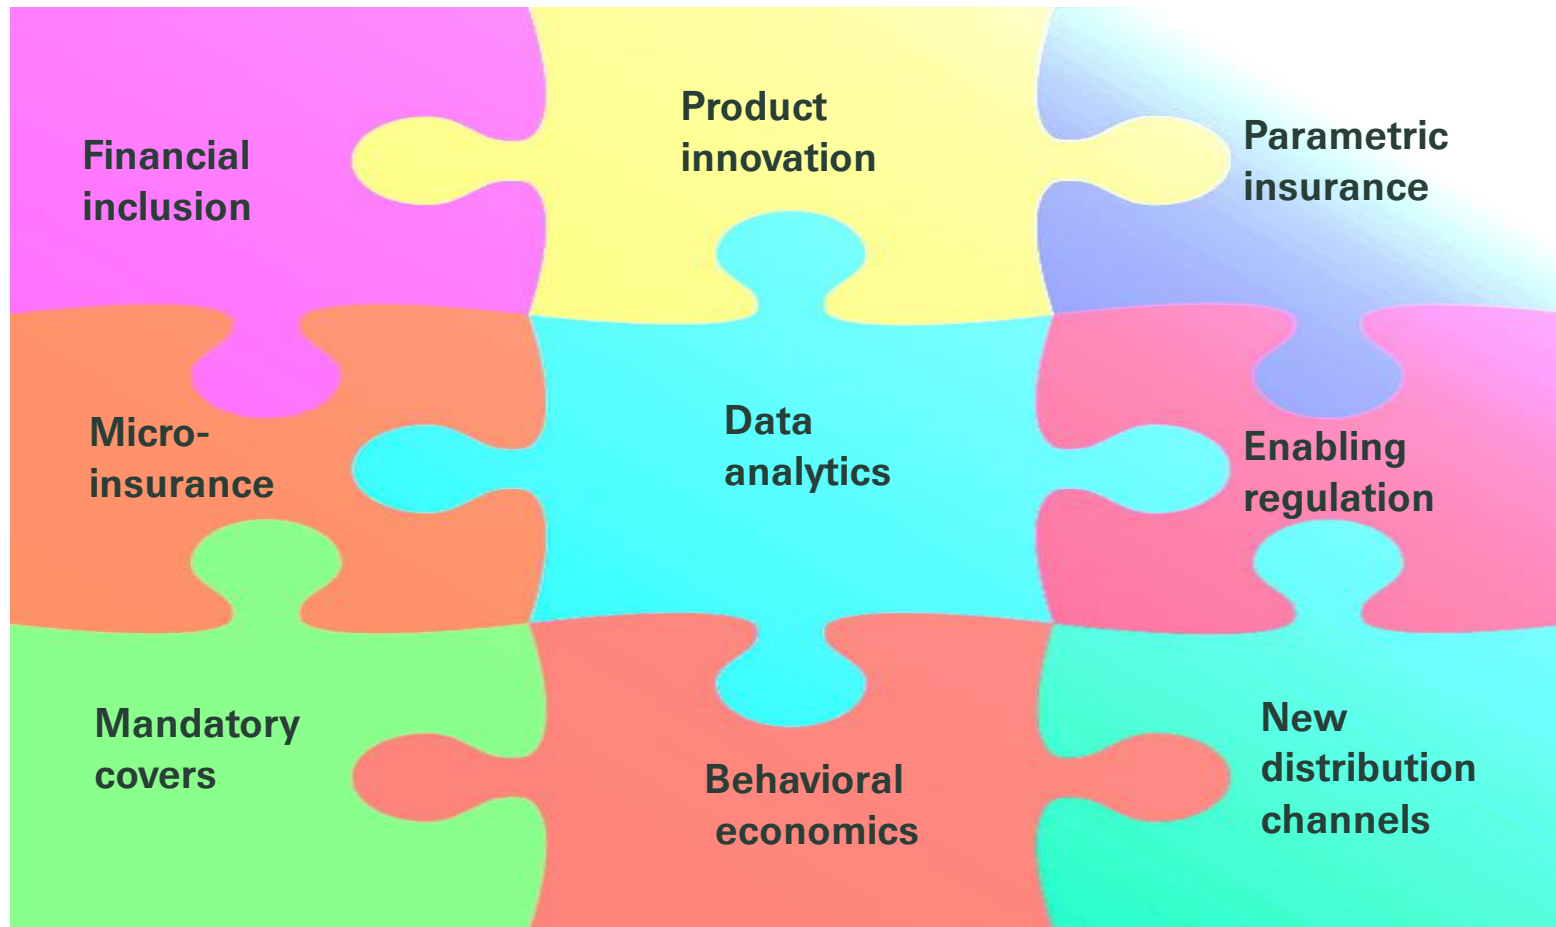 Financial
inclusion
Product
innovation
Parametric
insurance
Micro-
insurance
Data
analytics
Enabling
regulation
Mandatory
covers
Behavioral
economics
New
distribution
channels